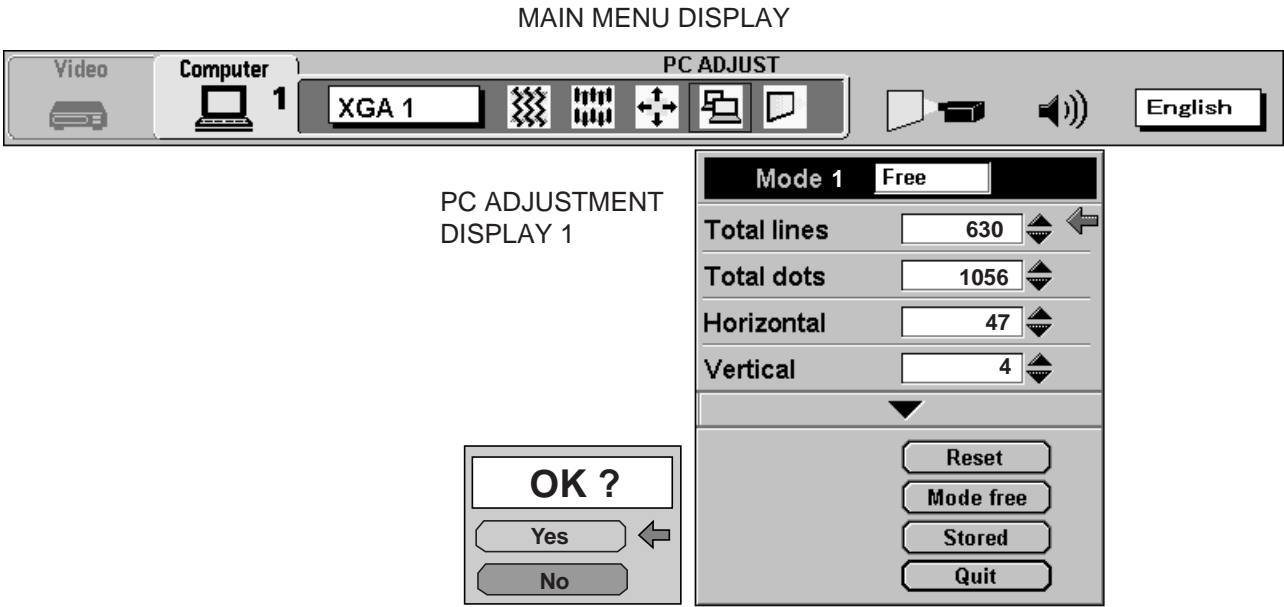 MAIN MENU DISPLAY
Video
Computer
1
PC ADJUST
XGA 1
English
PC ADJUSTMENT
DISPLAY 1
Mode 1 Free
Total lines 630
Total dots 1056
Horizontal 47
Vertical 4
Reset
Mode free
Stored
Quit
OK ?
Yes
No